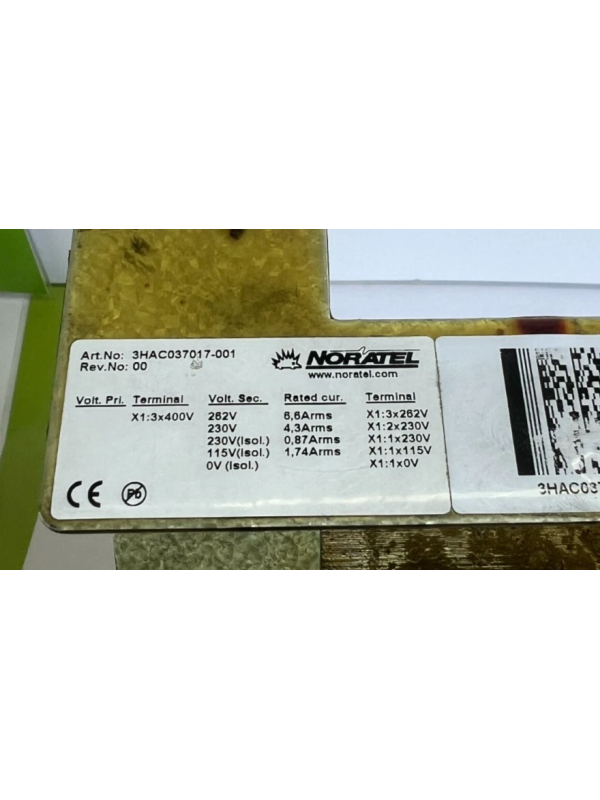 Art.No: 3HAC037017-001
Rev.No: 00
NORATEL
www.noratel.com
Volt. Pri. Terminal Volt. Sec. Rated cur. Terminal
X1:3x400V 262V 6,6Arms X1:3x262V
230V 4,3Arms X1:2x230V
230V(Isol.) 0,87Arms X1:1x230V
115V(Isol.) 1,74Arms X1:1x115V
0V (Isol.) X1:1x0V
CE Pb
3HAC037